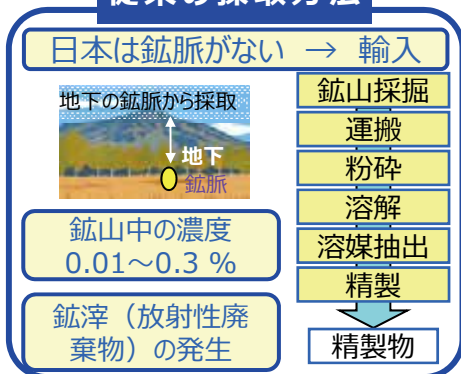 従来の採取方法
日本は鉱脈がない → 輸入
地下の鉱脈から採取
地下
鉱脈
鉱山中の濃度
0.01～0.3 %
鉱滓（放射性廃
棄物）の発生
鉱山採掘
運搬
粉砕
溶解
溶媒抽出
精製
精製物